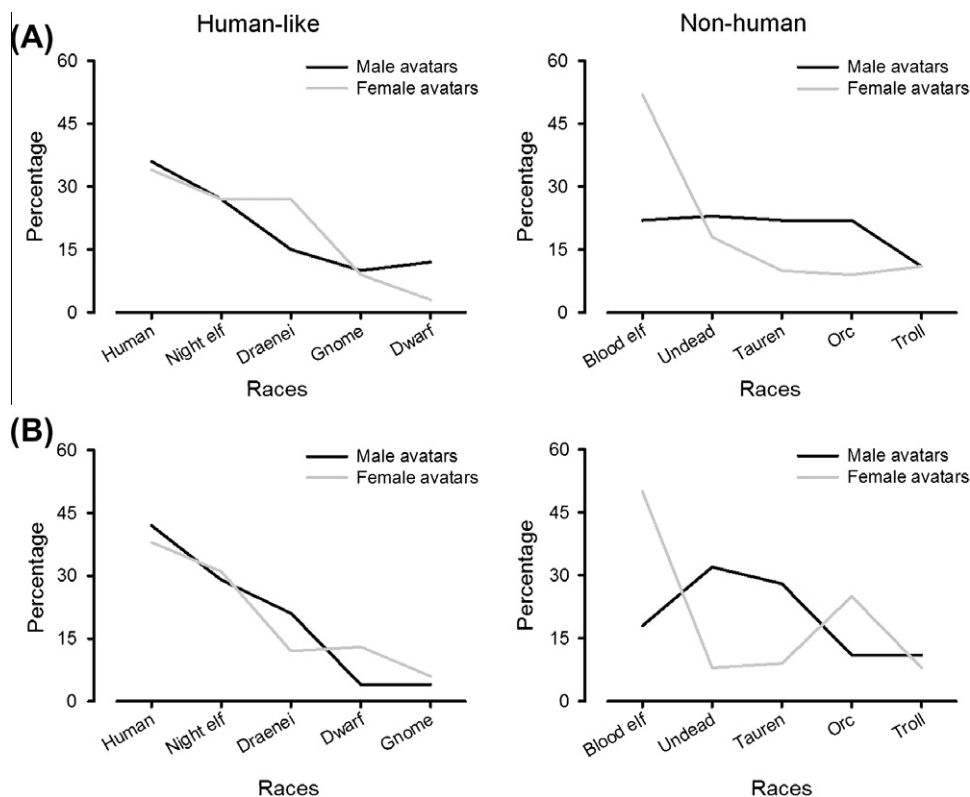 (A)
Human-like
60
45
30
15
0
Percentage
Male avatars
Female avatars
Human
Night elf
Draenei
Gnome
Dwarf
Races
Non-human
60
45
30
15
0
Percentage
Male avatars
Female avatars
Blood elf
Undead
Tauren
Orc
Troll
Races
(B)
60
45
30
15
0
Percentage
Male avatars
Female avatars
Human
Night elf
Draenei
Dwarf
Gnome
Races
60
45
30
15
0
Percentage
Male avatars
Female avatars
Blood elf
Undead
Tauren
Orc
Troll
Races